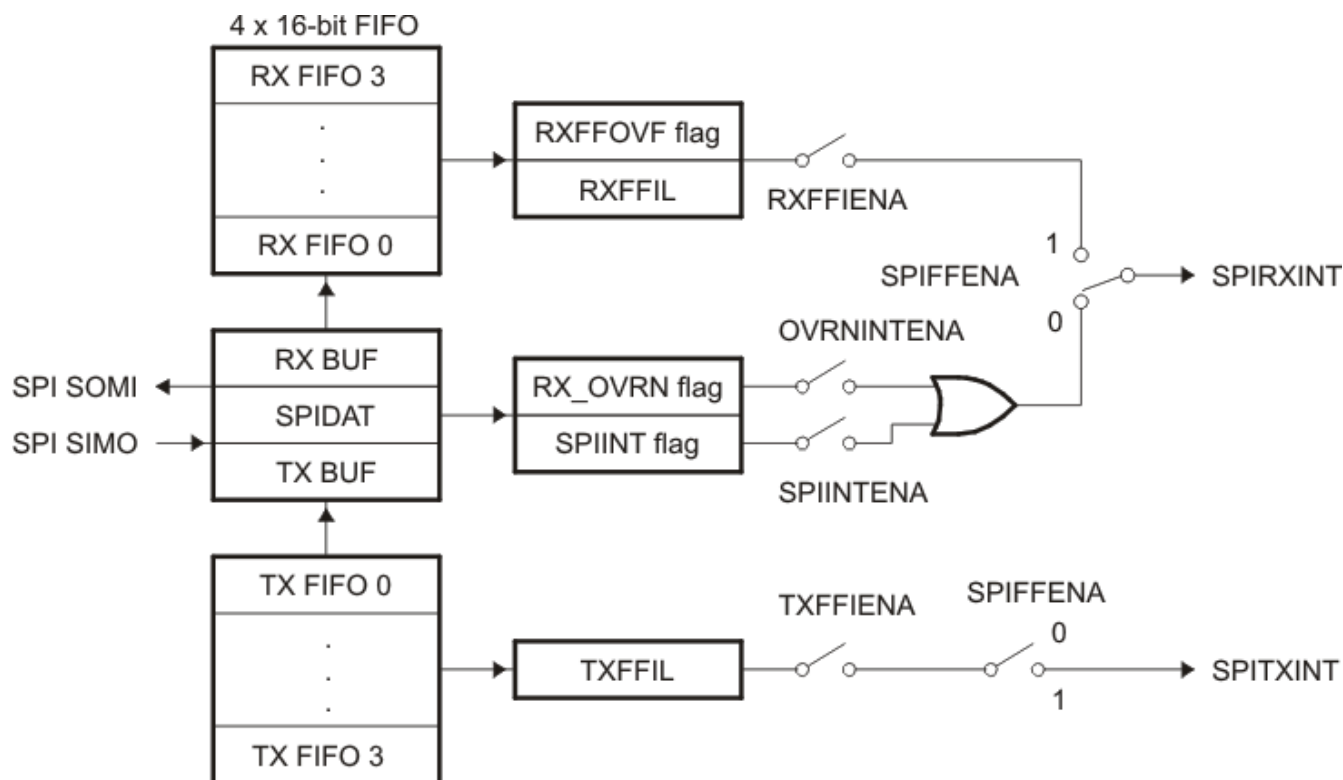 4 x 16-bit FIFO
RX FIFO 3
.
.
.
RX FIFO 0
RXFFOVF flag
RXFFIL
RXFFIENA
1
SPIFFENA
0
SPIRXINT
RX BUF
SPI SOMI
SPIDAT
SPI SIMO
TX BUF
RX_OVRN flag
SPIINT flag
OVRNINTENA
SPIINTENA
TX FIFO 0
.
.
.
TX FIFO 3
TXFFIL
TXFFIENA
SPIFFENA
0
1
SPITXINT